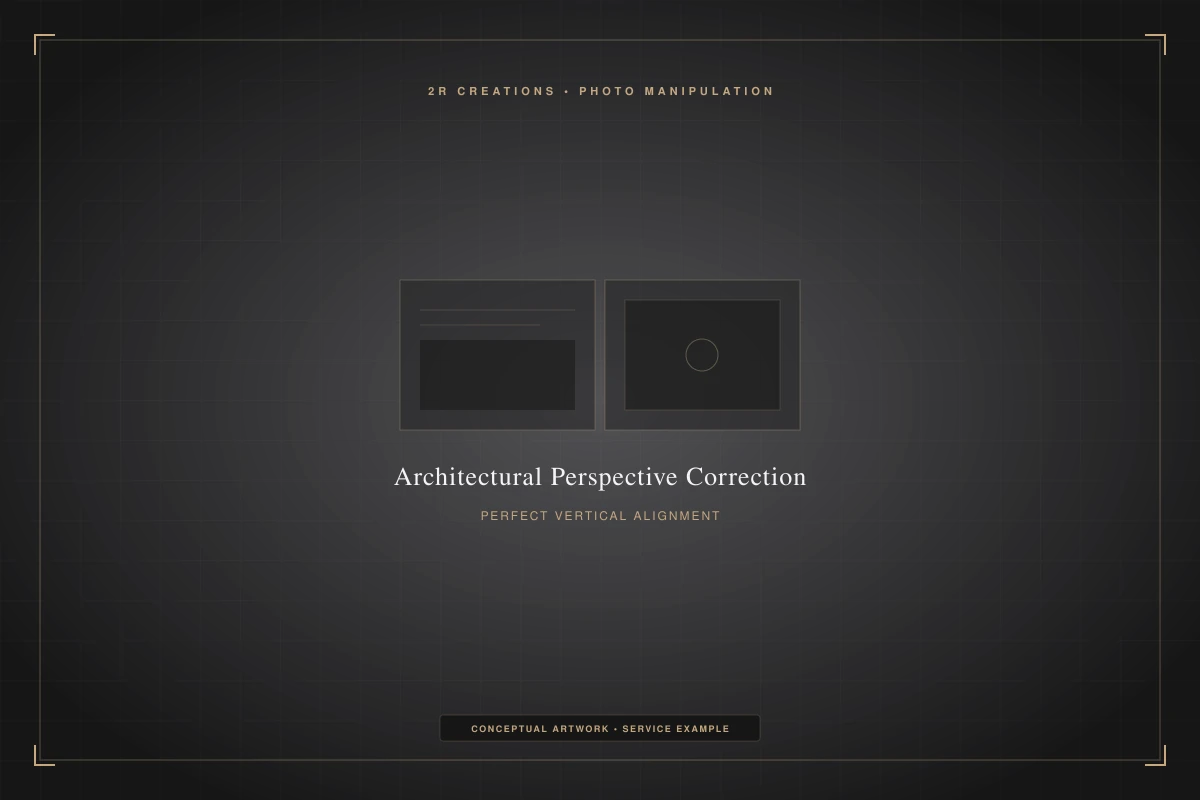 2R CREATIONS • PHOTO MANIPULATION
Architectural Perspective Correction
PERFECT VERTICAL ALIGNMENT
CONCEPTUAL ARTWORK • SERVICE EXAMPLE